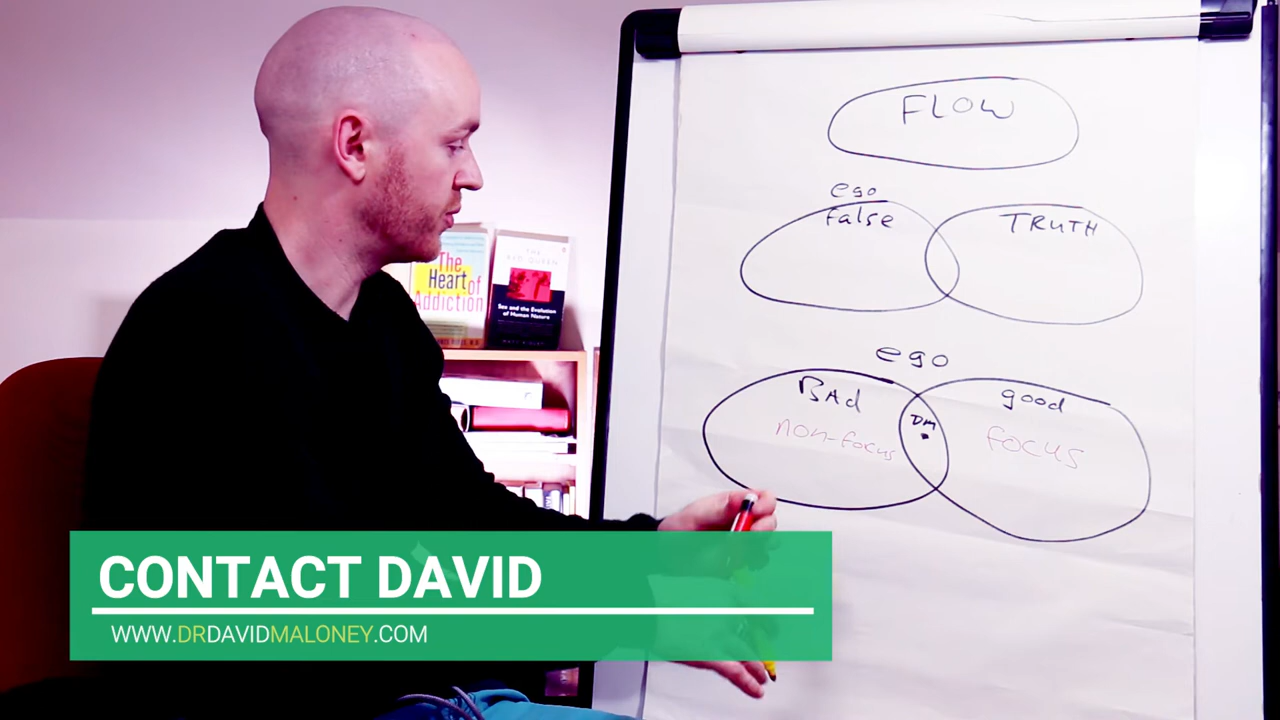 FLOW
ego
false
TRUTH
ego
BAd
good
DM
non-focus
focus
The
Heart of
Addiction
THE
RED QUEEN
Sex and the Evolution
of Human Nature
CONTACT DAVID
WWW.DRDAVIDMALONEY.COM